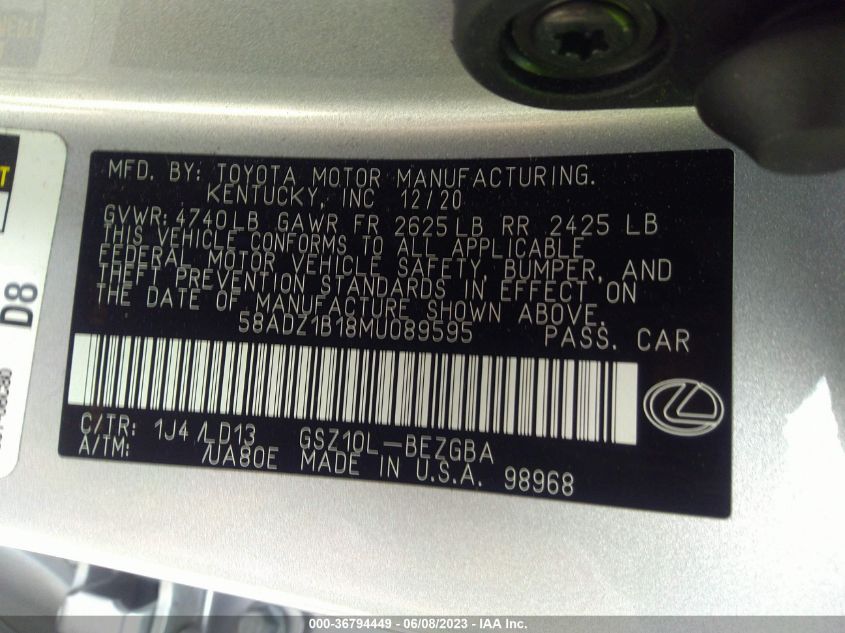 MFD. BY: TOYOTA MOTOR MANUFACTURING.
KENTUCKY, INC 12/20
GVWR: 4740LB GAWR FR 2625 LB RR 2425 LB
THIS VEHICLE CONFORMS TO ALL APPLICABLE
FEDERAL MOTOR VEHICLE SAFETY, BUMPER, AND
THEFT PREVENTION STANDARDS IN EFFECT ON
THE DATE OF MANUFACTURE SHOWN ABOVE.
58ADZ1B18MU089595 PASS. CAR
C/TR: 1J4 /LD13 GSZ10L-BEZGBA
A/TM: /UA80E MADE IN U.S.A. 98968
D8
000-36794449 - 06/08/2023 - IAA Inc.